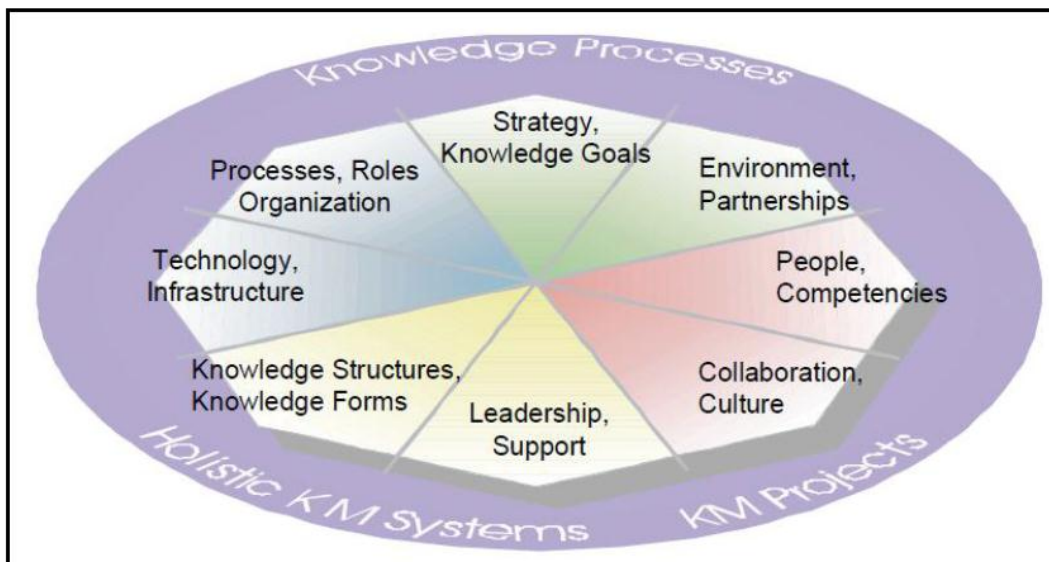 Knowledge Processes
Strategy,
Knowledge Goals
Environment,
Partnerships
People,
Competencies
Collaboration,
Culture
Leadership,
Support
Knowledge Structures,
Knowledge Forms
Technology,
Infrastructure
Processes, Roles
Organization
Holistic KM Systems
KM Projects